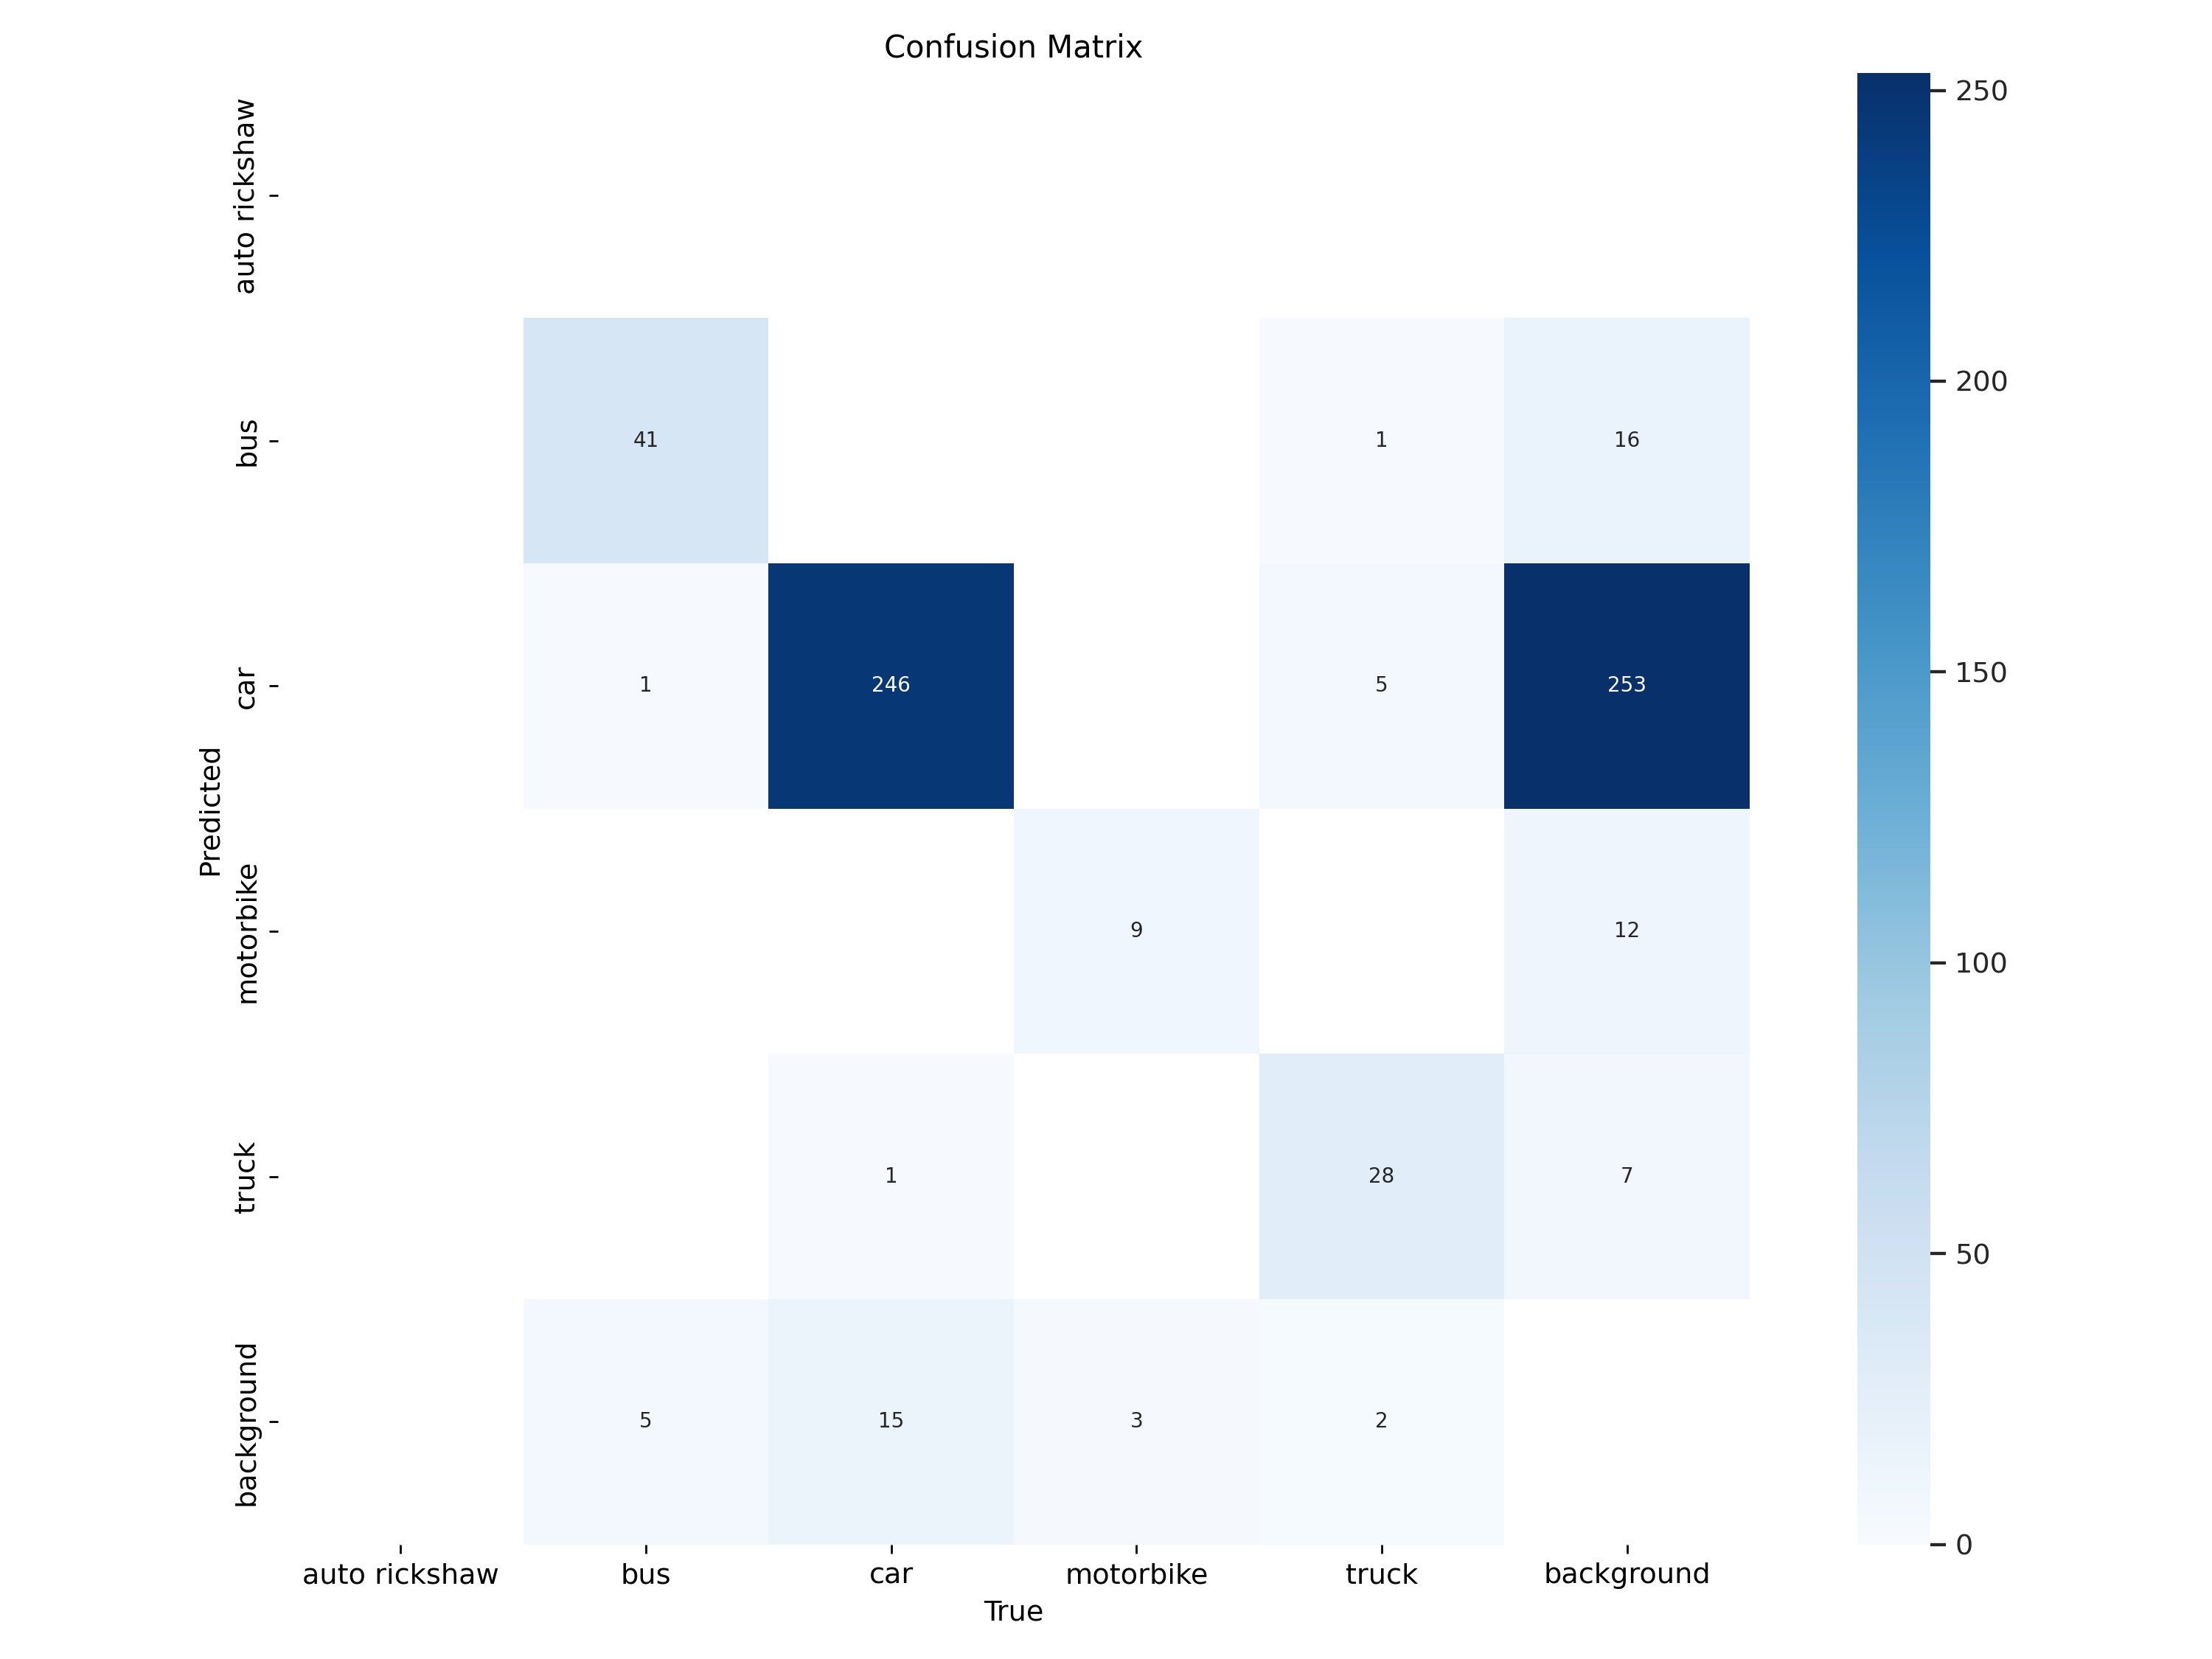 Confusion Matrix
auto rickshaw
bus
car
motorbike
truck
background
Predicted
41 1 16
1 246 5 253
9 12
1 28 7
5 15 3 2
auto rickshaw bus car motorbike truck background
True
250
200
150
100
50
0